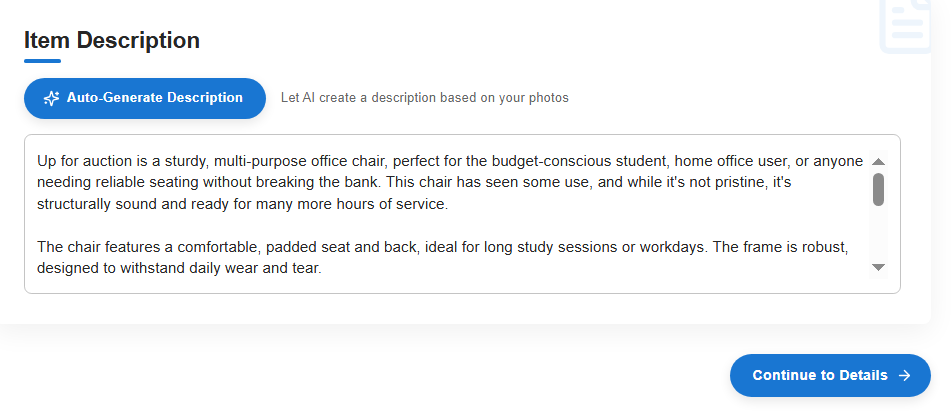 Item Description
Auto-Generate Description
Let AI create a description based on your photos
Up for auction is a sturdy, multi-purpose office chair, perfect for the budget-conscious student, home office user, or anyone
needing reliable seating without breaking the bank. This chair has seen some use, and while it's not pristine, it's
structurally sound and ready for many more hours of service.
The chair features a comfortable, padded seat and back, ideal for long study sessions or workdays. The frame is robust,
designed to withstand daily wear and tear.
Continue to Details